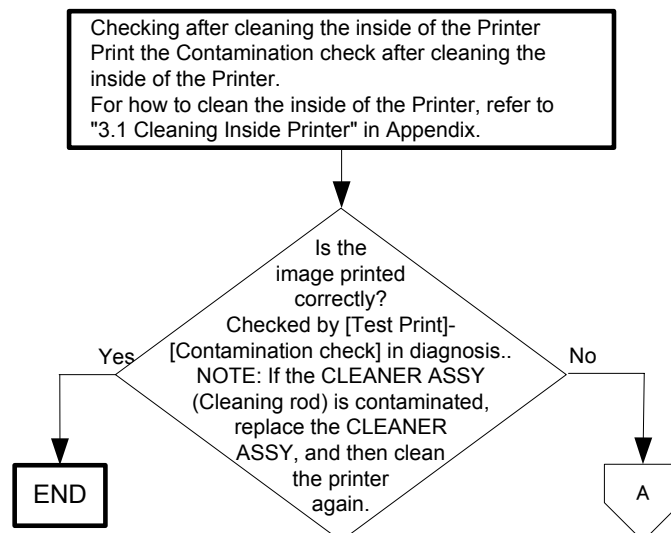 Checking after cleaning the inside of the Printer
Print the Contamination check after cleaning the
inside of the Printer.
For how to clean the inside of the Printer, refer to
"3.1 Cleaning Inside Printer" in Appendix.
Is the
image printed
correctly?
Checked by [Test Print]-
[Contamination check] in diagnosis..
NOTE: If the CLEANER ASSY
(Cleaning rod) is contaminated,
replace the CLEANER
ASSY, and then clean
the printer
again.
Yes
No
END
A